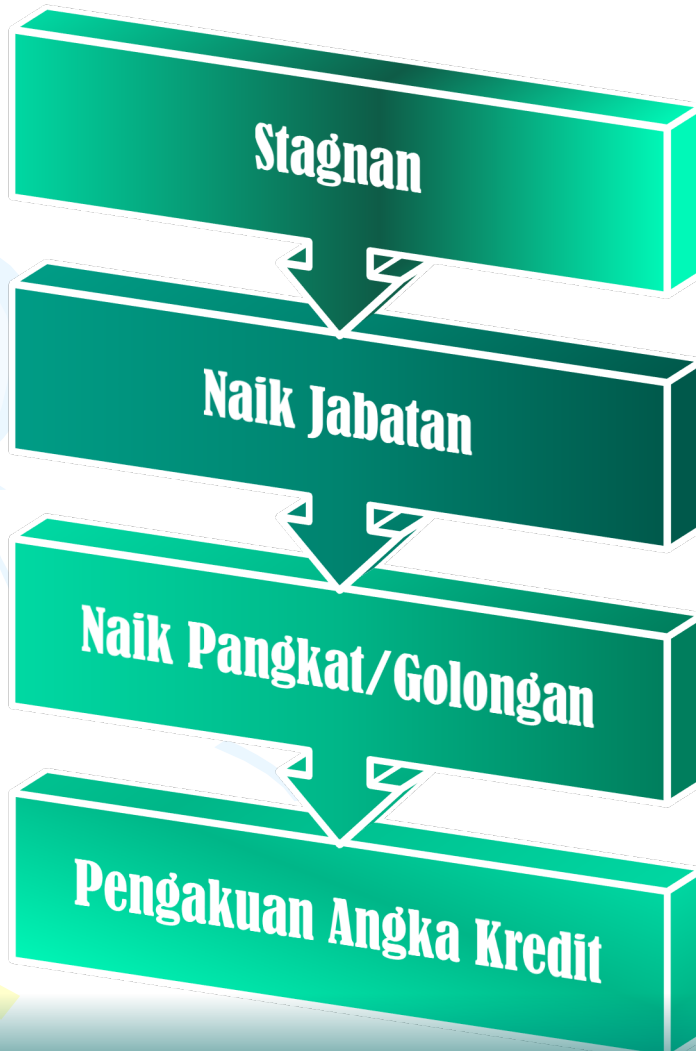 Stagnan
Naik Jabatan
Naik Pangkat/Golongan
Pengakuan Angka Kredit